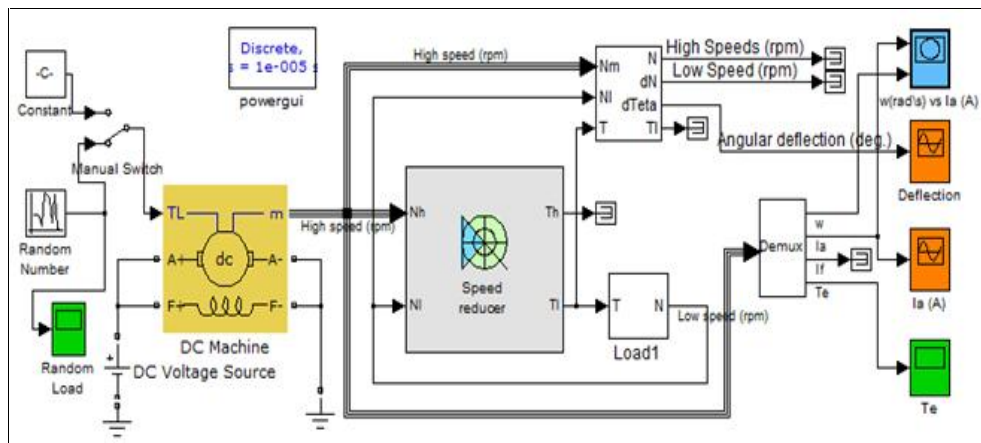 -C-
Constant
Manual Switch
Random
Number
Random
Load
Discrete,
s = 1e-005 s
powergui
TL
m
A+
dc
A-
F+
F-
DC Machine
DC Voltage Source
High speed (rpm)
High speed (rpm)
Nh
Nl
Th
Tl
Speed
reducer
Nm
Nl
T
N
dN
dTeta
Tl
High Speeds (rpm)
Low Speed (rpm)
Angular deflection (deg.)
T
N
Load1
Low speed (rpm)
Demux
w
Ia
If
Te
w(rad\s) vs Ia (A)
Deflection
Ia (A)
Te